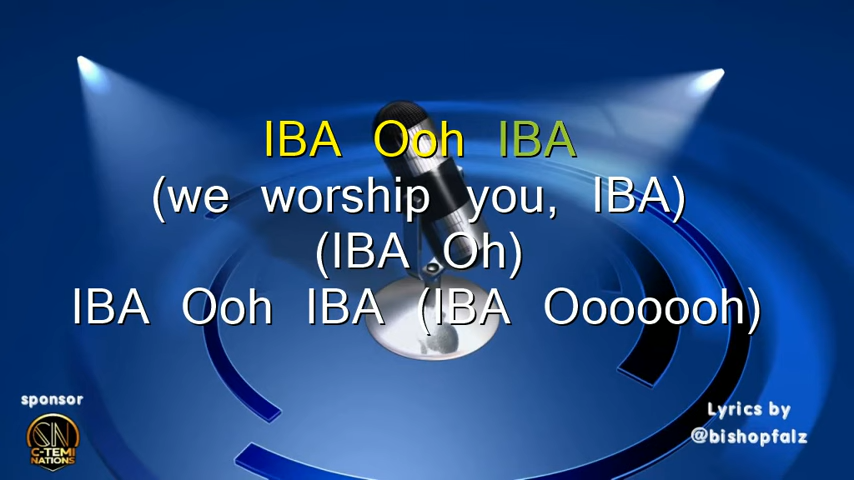 IBA Ooh IBA
(we worship you, IBA)
(IBA Oh)
IBA Ooh IBA (IBA Ooooooh)
sponsor
C-TEMI
NATIONS
Lyrics by
@bishopfalz